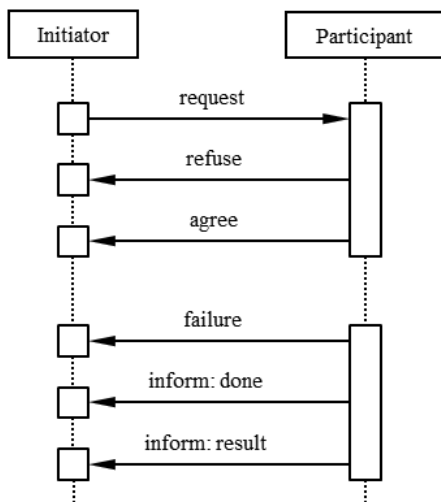 Initiator
Participant
request
refuse
agree
failure
inform: done
inform: result